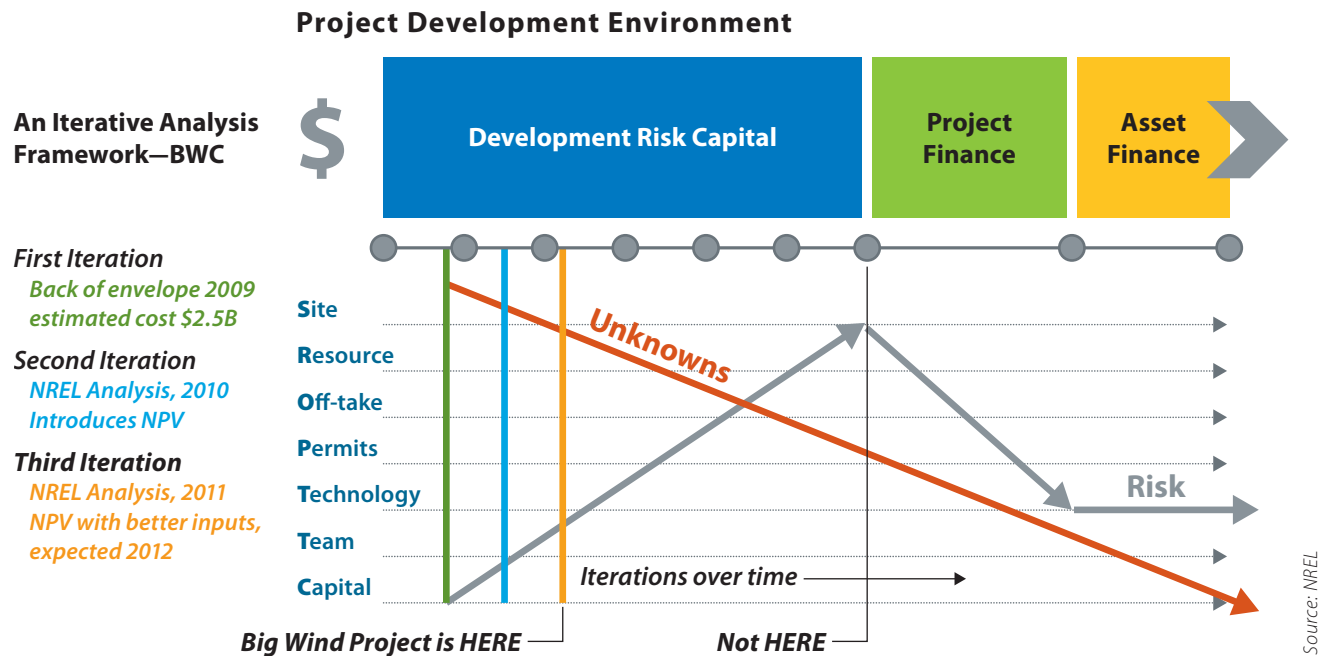 Project Development Environment
An Iterative Analysis
Framework—BWC
$
Development Risk Capital
Project
Finance
Asset
Finance
First Iteration
Back of envelope 2009
estimated cost $2.5B
Second Iteration
NREL Analysis, 2010
Introduces NPV
Third Iteration
NREL Analysis, 2011
NPV with better inputs,
expected 2012
Site
Resource
Off-take
Permits
Technology
Team
Capital
Unknowns
Risk
Iterations over time
Big Wind Project is HERE
Not HERE
Source: NREL